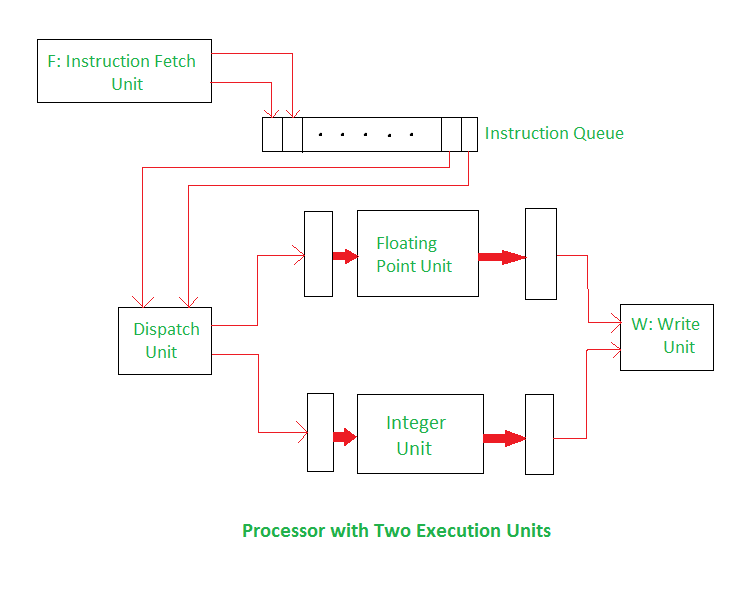 F: Instruction Fetch
Unit
Instruction Queue
Floating
Point Unit
Dispatch
Unit
W: Write
Unit
Integer
Unit
Processor with Two Execution Units